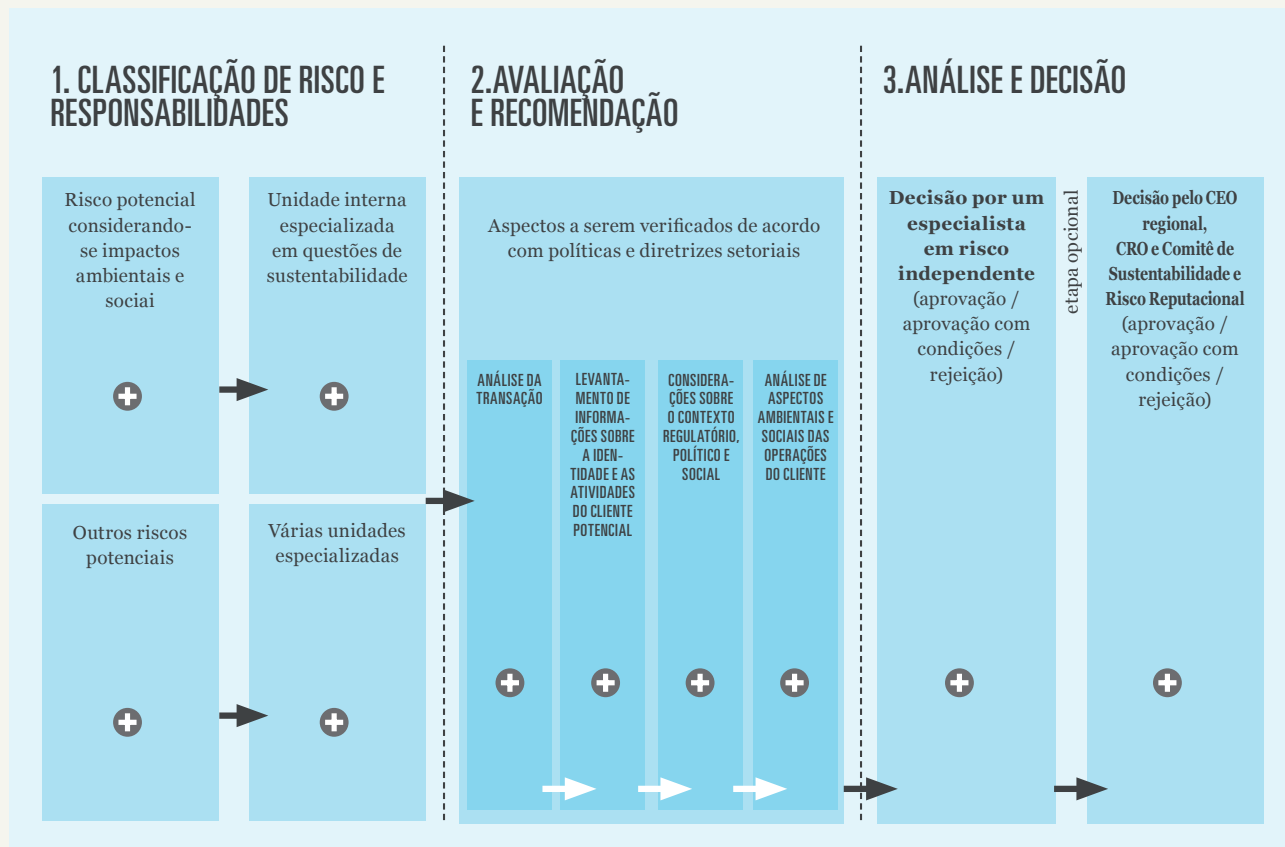 1. CLASSIFICAÇÃO DE RISCO E
RESPONSABILIDADES
Risco potencial
considerando-
se impactos
ambientais e
sociai
Unidade interna
especializada
em questões de
sustentabilidade
Outros riscos
potenciais
Várias unidades
especializadas
2.AVALIAÇÃO
E RECOMENDAÇÃO
Aspectos a serem verificados de acordo
com políticas e diretrizes setoriais
ANÁLISE DA
TRANSAÇÃO
LEVANTA-
MENTO DE
INFORMA-
ÇÕES SOBRE
A IDEN-
TIDADE E AS
ATIVIDADES
DO CLIENTE
POTENCIAL
CONSIDERA-
ÇÕES SOBRE
O CONTEXTO
REGULATÓRIO,
POLÍTICO E
SOCIAL
ANÁLISE DE
ASPECTOS
AMBIENTAIS E
SOCIAIS DAS
OPERAÇÕES
DO CLIENTE
3.ANÁLISE E DECISÃO
Decisão por um
especialista
em risco
independente
(aprovação /
aprovação com
condições /
rejeição)
etapa opcional
Decisão pelo CEO
regional,
CRO e Comitê de
Sustentabilidade e
Risco Reputacional
(aprovação /
aprovação com
condições /
rejeição)